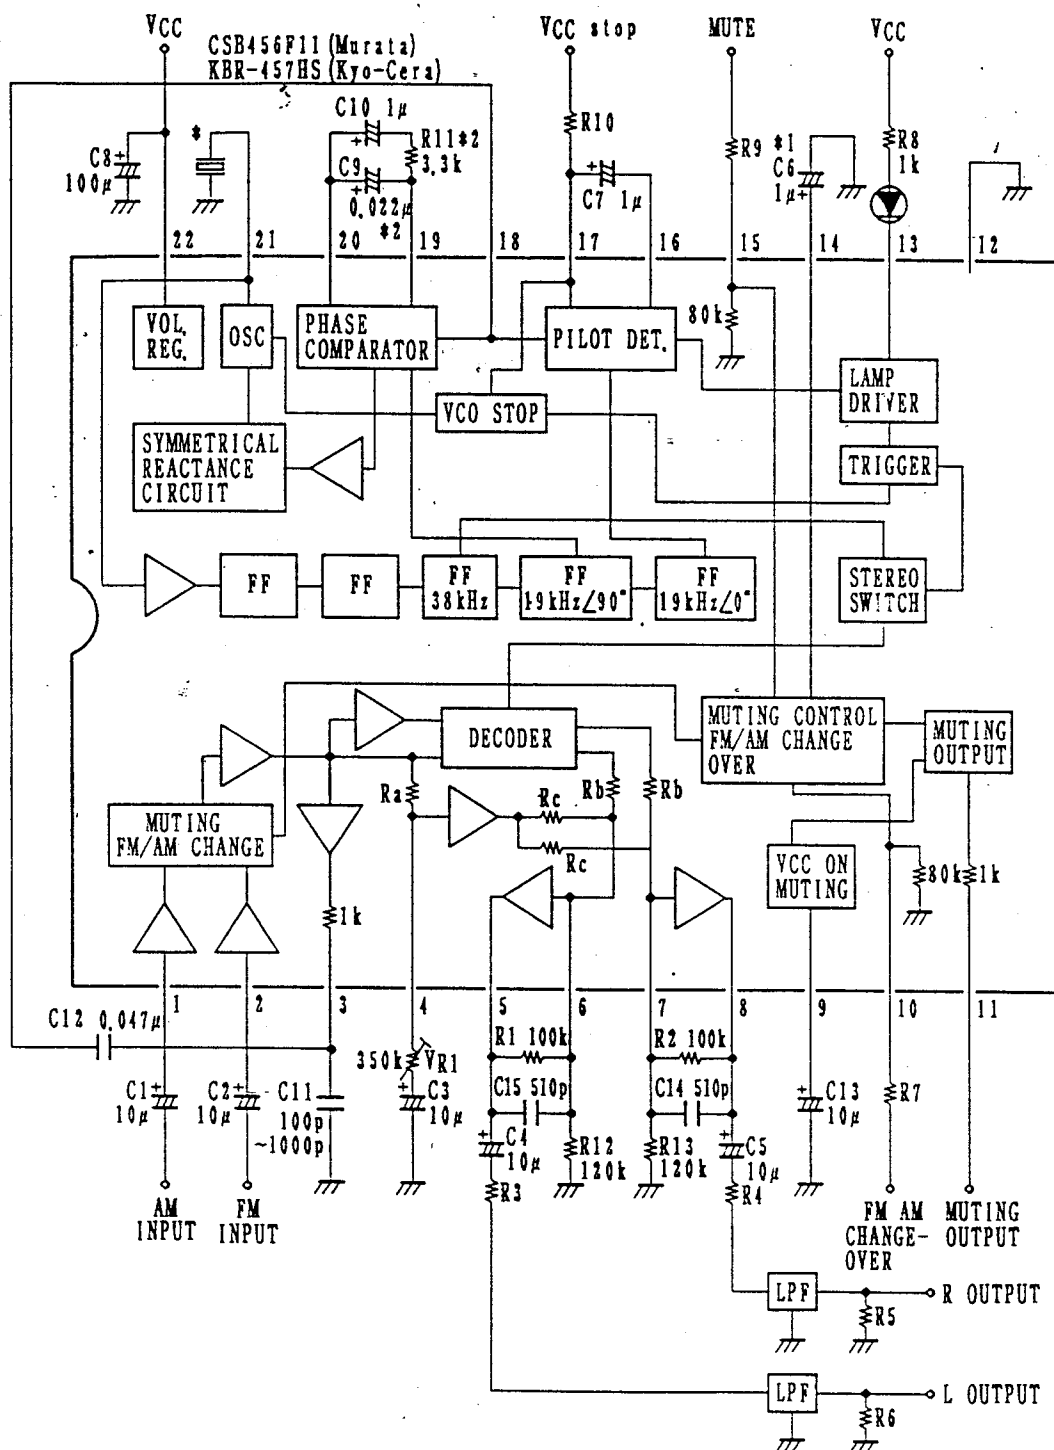 VCC
CSB456F11 (Murata)
KBR-457HS (Kyo-Cera)
VCC stop
MUTE
VCC
C10 1μ
*
R11*2
3.3k
C8 +
100μ
C9
+
0.022μ
*2
R10
C7 1μ
+
R9
*1
C6
1μ+
R8
1k
22
21
20
19
18
17
16
15
14
13
12
VOL.
REG.
OSC
PHASE
COMPARATOR
PILOT DET.
80k
LAMP
DRIVER
VCO STOP
TRIGGER
SYMMETRICAL
REACTANCE
CIRCUIT
FF
FF
FF
38kHz
FF
19kHz∠90°
FF
19kHz∠0°
STEREO
SWITCH
DECODER
MUTING CONTROL
FM/AM CHANGE
OVER
MUTING
OUTPUT
Ra
Rb
Rb
Rc
Rc
MUTING
FM/AM CHANGE
VCC ON
MUTING
80k
1k
1k
1
2
3
4
5
6
7
8
9
10
11
C12 0.047μ
350k
VR1
R1 100k
R2 100k
C1 +
10μ
C2 +
10μ
C11
100p
~1000p
+ C3
10μ
C15 510p
C14 510p
+ C4
10μ
R12
120k
R13
120k
+ C5
10μ
+ C13
10μ
R7
R3
R4
AM
INPUT
FM
INPUT
FM AM
CHANGE-
OVER
MUTING
OUTPUT
LPF
R OUTPUT
R5
LPF
L OUTPUT
R6